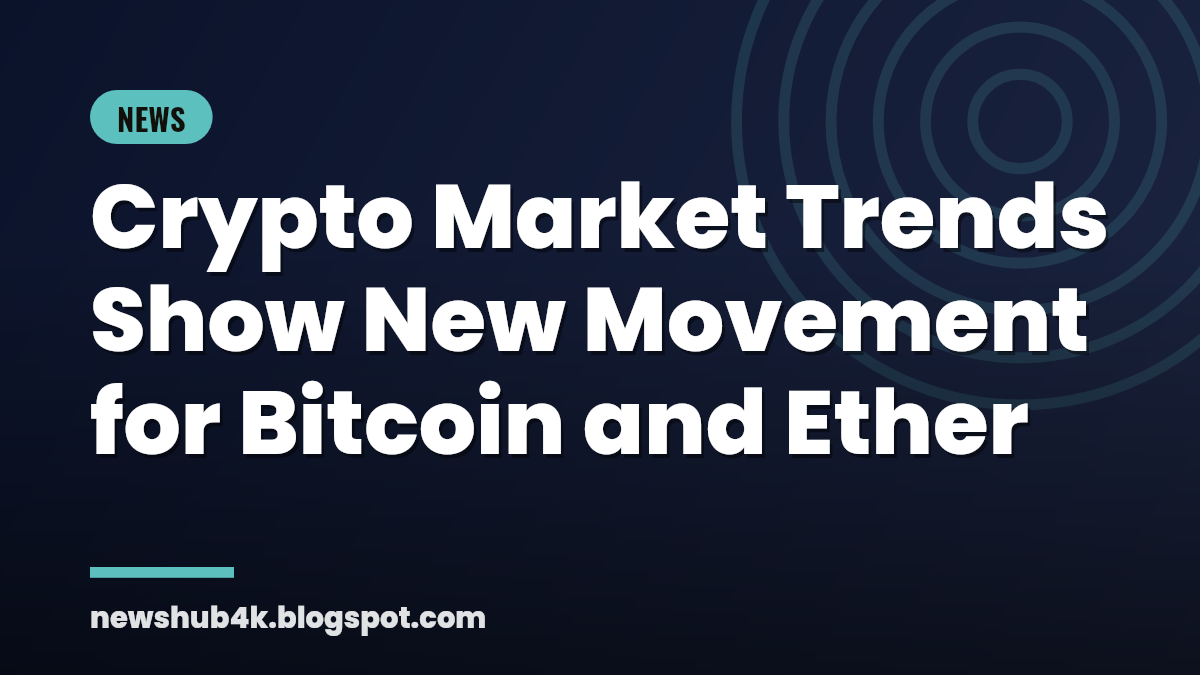 NEWS
Crypto Market Trends
Show New Movement
for Bitcoin and Ether
newshub4k.blogspot.com